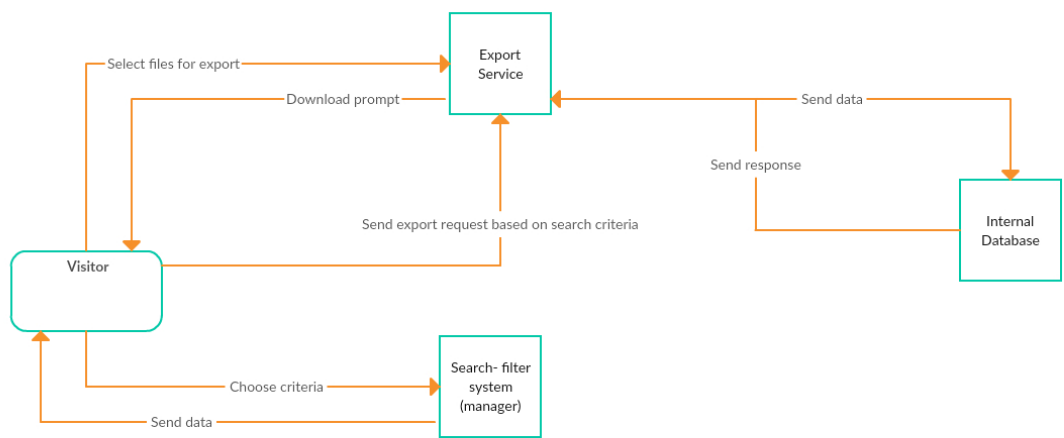 Export
Service
Select files for export
Download prompt
Send data
Send response
Internal
Database
Send export request based on search criteria
Visitor
Search- filter
system
(manager)
Choose criteria
Send data